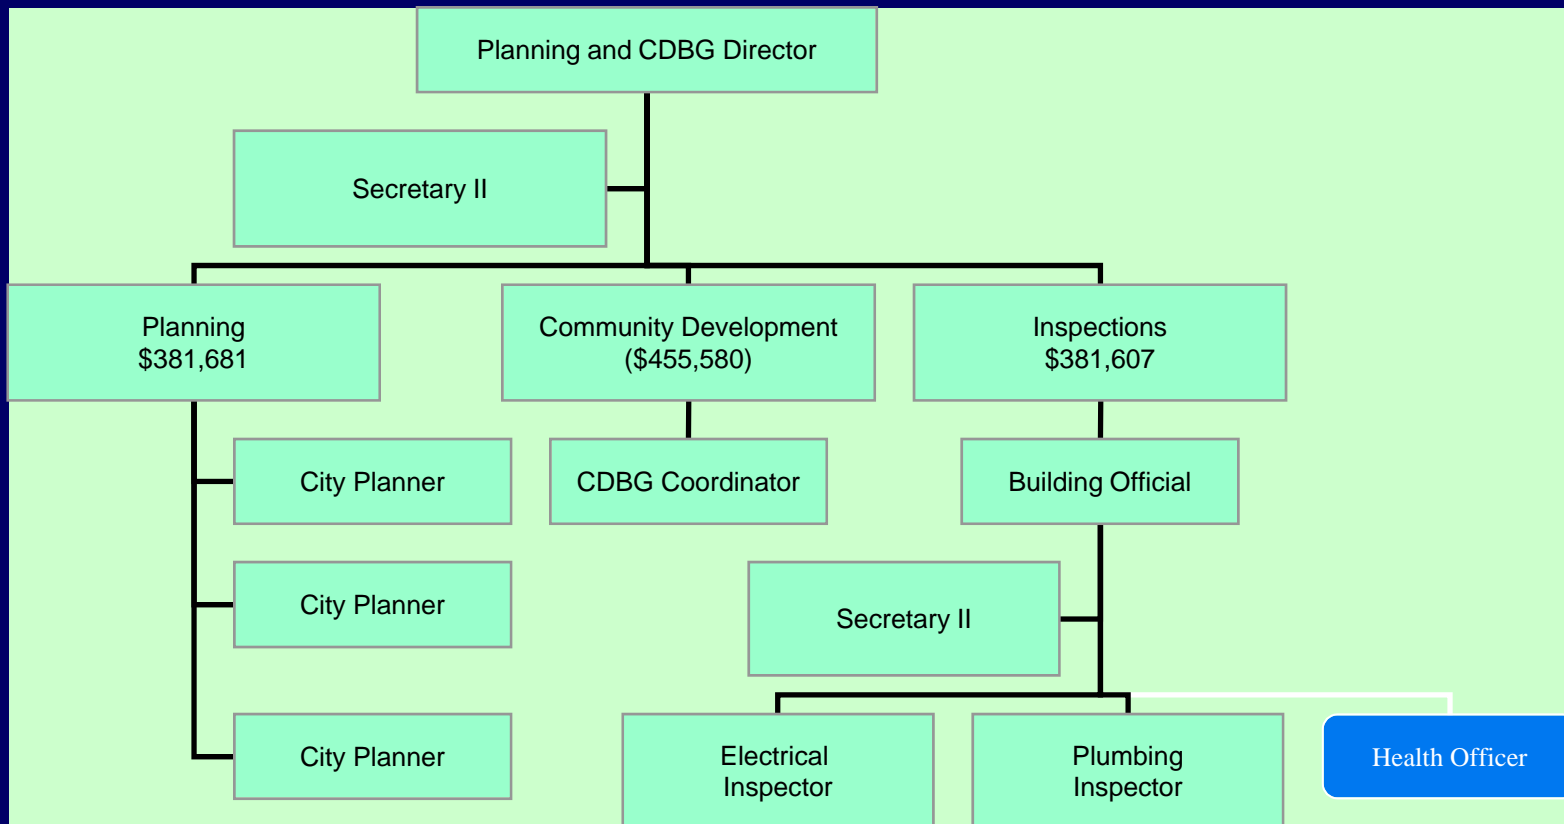 Planning and CDBG Director
Secretary II
Planning
$381,681
Community Development
($455,580)
Inspections
$381,607
City Planner
CDBG Coordinator
Building Official
City Planner
Secretary II
City Planner
Electrical
Inspector
Plumbing
Inspector
Health Officer